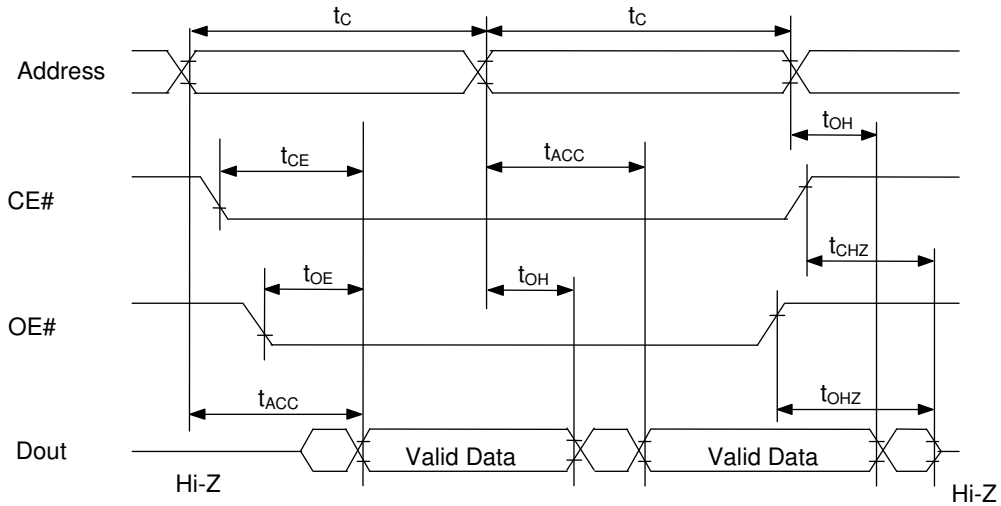 tC tC
Address
tOH
tCE tACC
CE#
tCHZ
tOE tOH
OE#
tACC tOHZ
Dout Valid Data Valid Data
Hi-Z Hi-Z